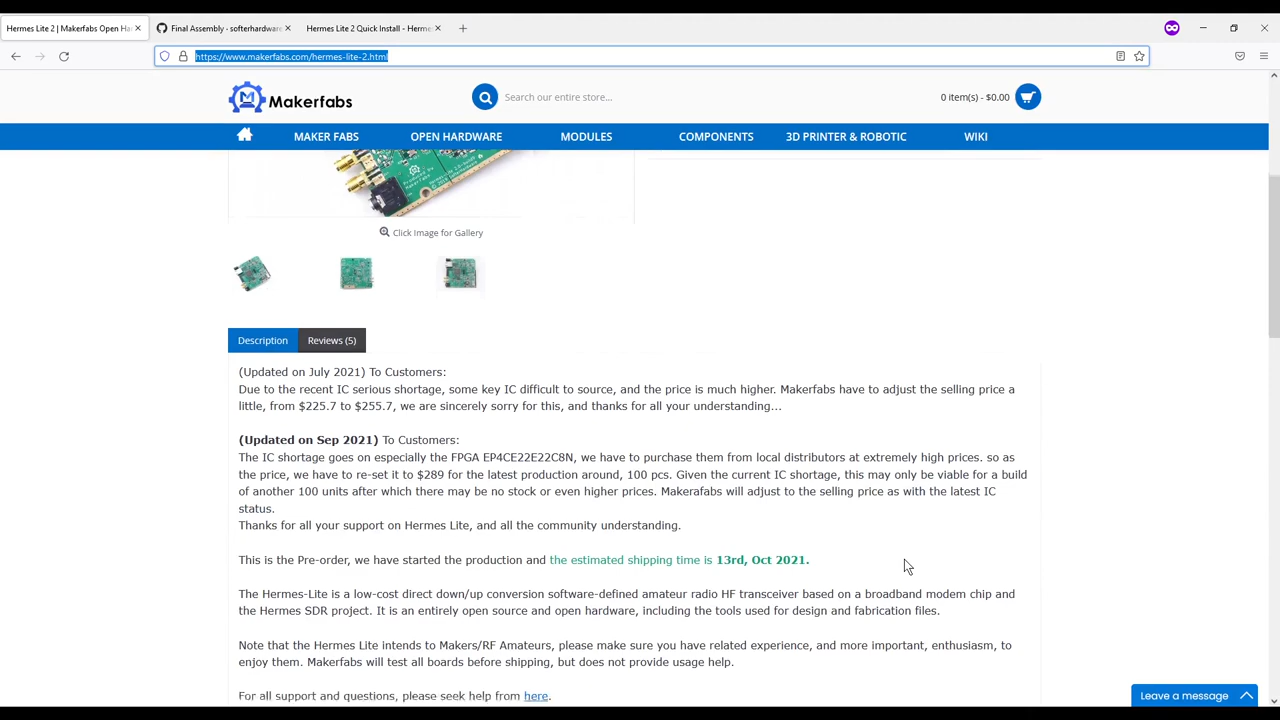 Hermes Lite 2 | Makerfabs Open Ha
Final Assembly - softerhardware
Hermes Lite 2 Quick Install - Herme
https://www.makerfabs.com/hermes-lite-2.html
Makerfabs
Search our entire store...
0 item(s) - $0.00
MAKER FABS
OPEN HARDWARE
MODULES
COMPONENTS
3D PRINTER & ROBOTIC
WIKI
Click Image for Gallery
Description
Reviews (5)
(Updated on July 2021) To Customers:
Due to the recent IC serious shortage, some key IC difficult to source, and the price is much higher. Makerfabs have to adjust the selling price a
little, from $225.7 to $255.7, we are sincerely sorry for this, and thanks for all your understanding...
(Updated on Sep 2021) To Customers:
The IC shortage goes on especially the FPGA EP4CE22E22C8N, we have to purchase them from local distributors at extremely high prices. so as
the price, we have to re-set it to $289 for the latest production around, 100 pcs. Given the current IC shortage, this may only be viable for a build
of another 100 units after which there may be no stock or even higher prices. Makerafabs will adjust to the selling price as with the latest IC
status.
Thanks for all your support on Hermes Lite, and all the community understanding.
This is the Pre-order, we have started the production and the estimated shipping time is 13rd, Oct 2021.
The Hermes-Lite is a low-cost direct down/up conversion software-defined amateur radio HF transceiver based on a broadband modem chip and
the Hermes SDR project. It is an entirely open source and open hardware, including the tools used for design and fabrication files.
Note that the Hermes Lite intends to Makers/RF Amateurs, please make sure you have related experience, and more important, enthusiasm, to
enjoy them. Makerfabs will test all boards before shipping, but does not provide usage help.
For all support and questions, please seek help from here.
Leave a message